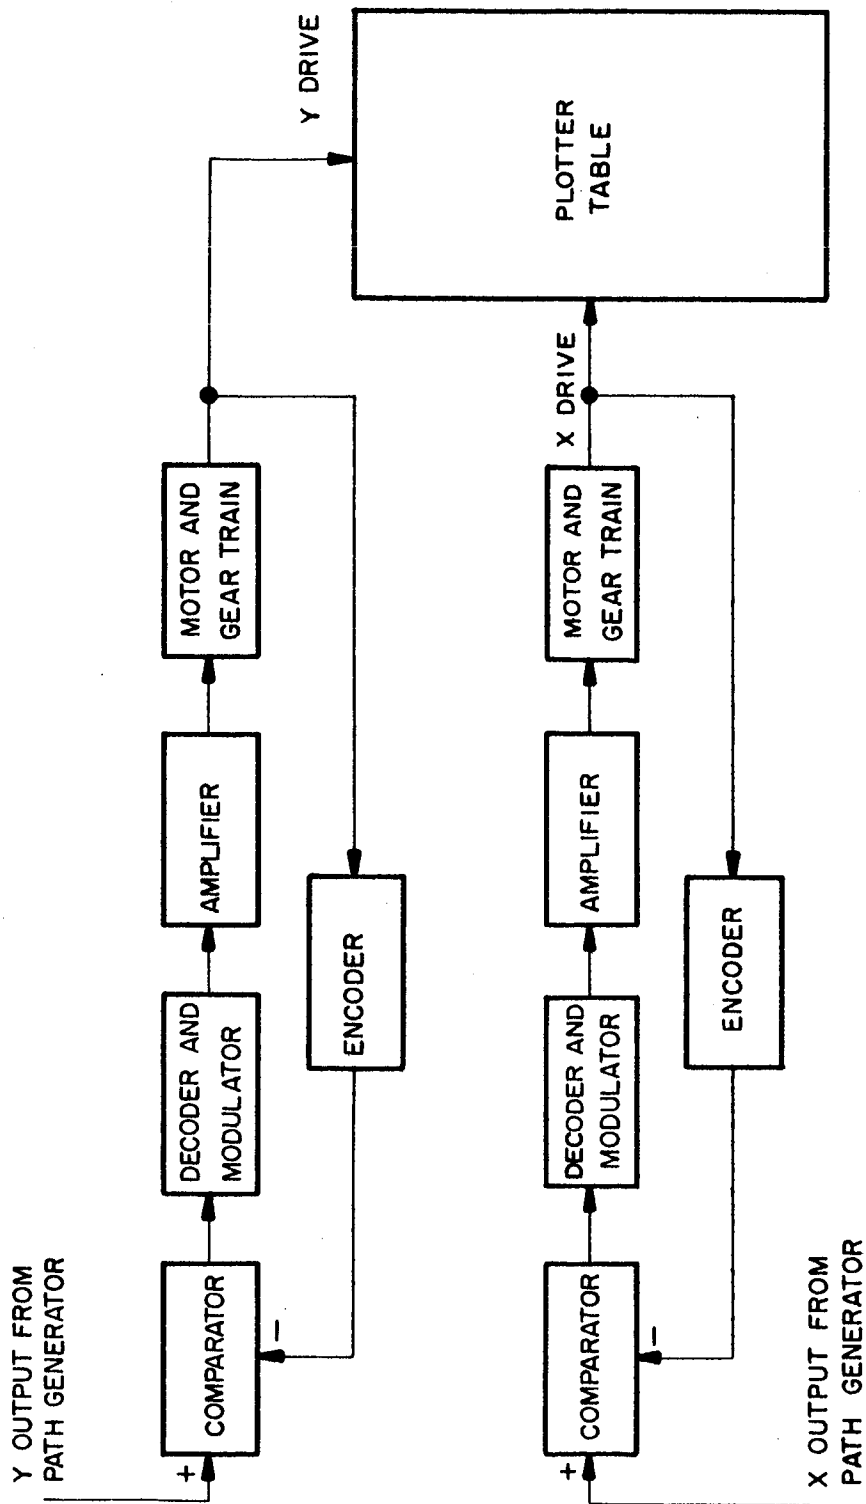 Y OUTPUT FROM
PATH GENERATOR
+
COMPARATOR
−
DECODER AND
MODULATOR
AMPLIFIER
MOTOR AND
GEAR TRAIN
ENCODER
Y DRIVE
PLOTTER
TABLE
X OUTPUT FROM
PATH GENERATOR
+
COMPARATOR
−
DECODER AND
MODULATOR
AMPLIFIER
MOTOR AND
GEAR TRAIN
X DRIVE
ENCODER